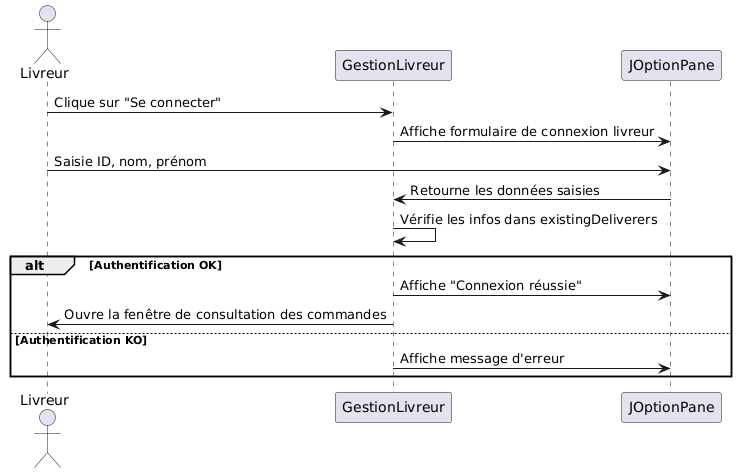 Livreur
GestionLivreur
JOptionPane
Clique sur "Se connecter"
Affiche formulaire de connexion livreur
Saisie ID, nom, prénom
Retourne les données saisies
Vérifie les infos dans existingDeliverers
alt [Authentification OK]
Affiche "Connexion réussie"
Ouvre la fenêtre de consultation des commandes
[Authentification KO]
Affiche message d'erreur
Livreur
GestionLivreur
JOptionPane